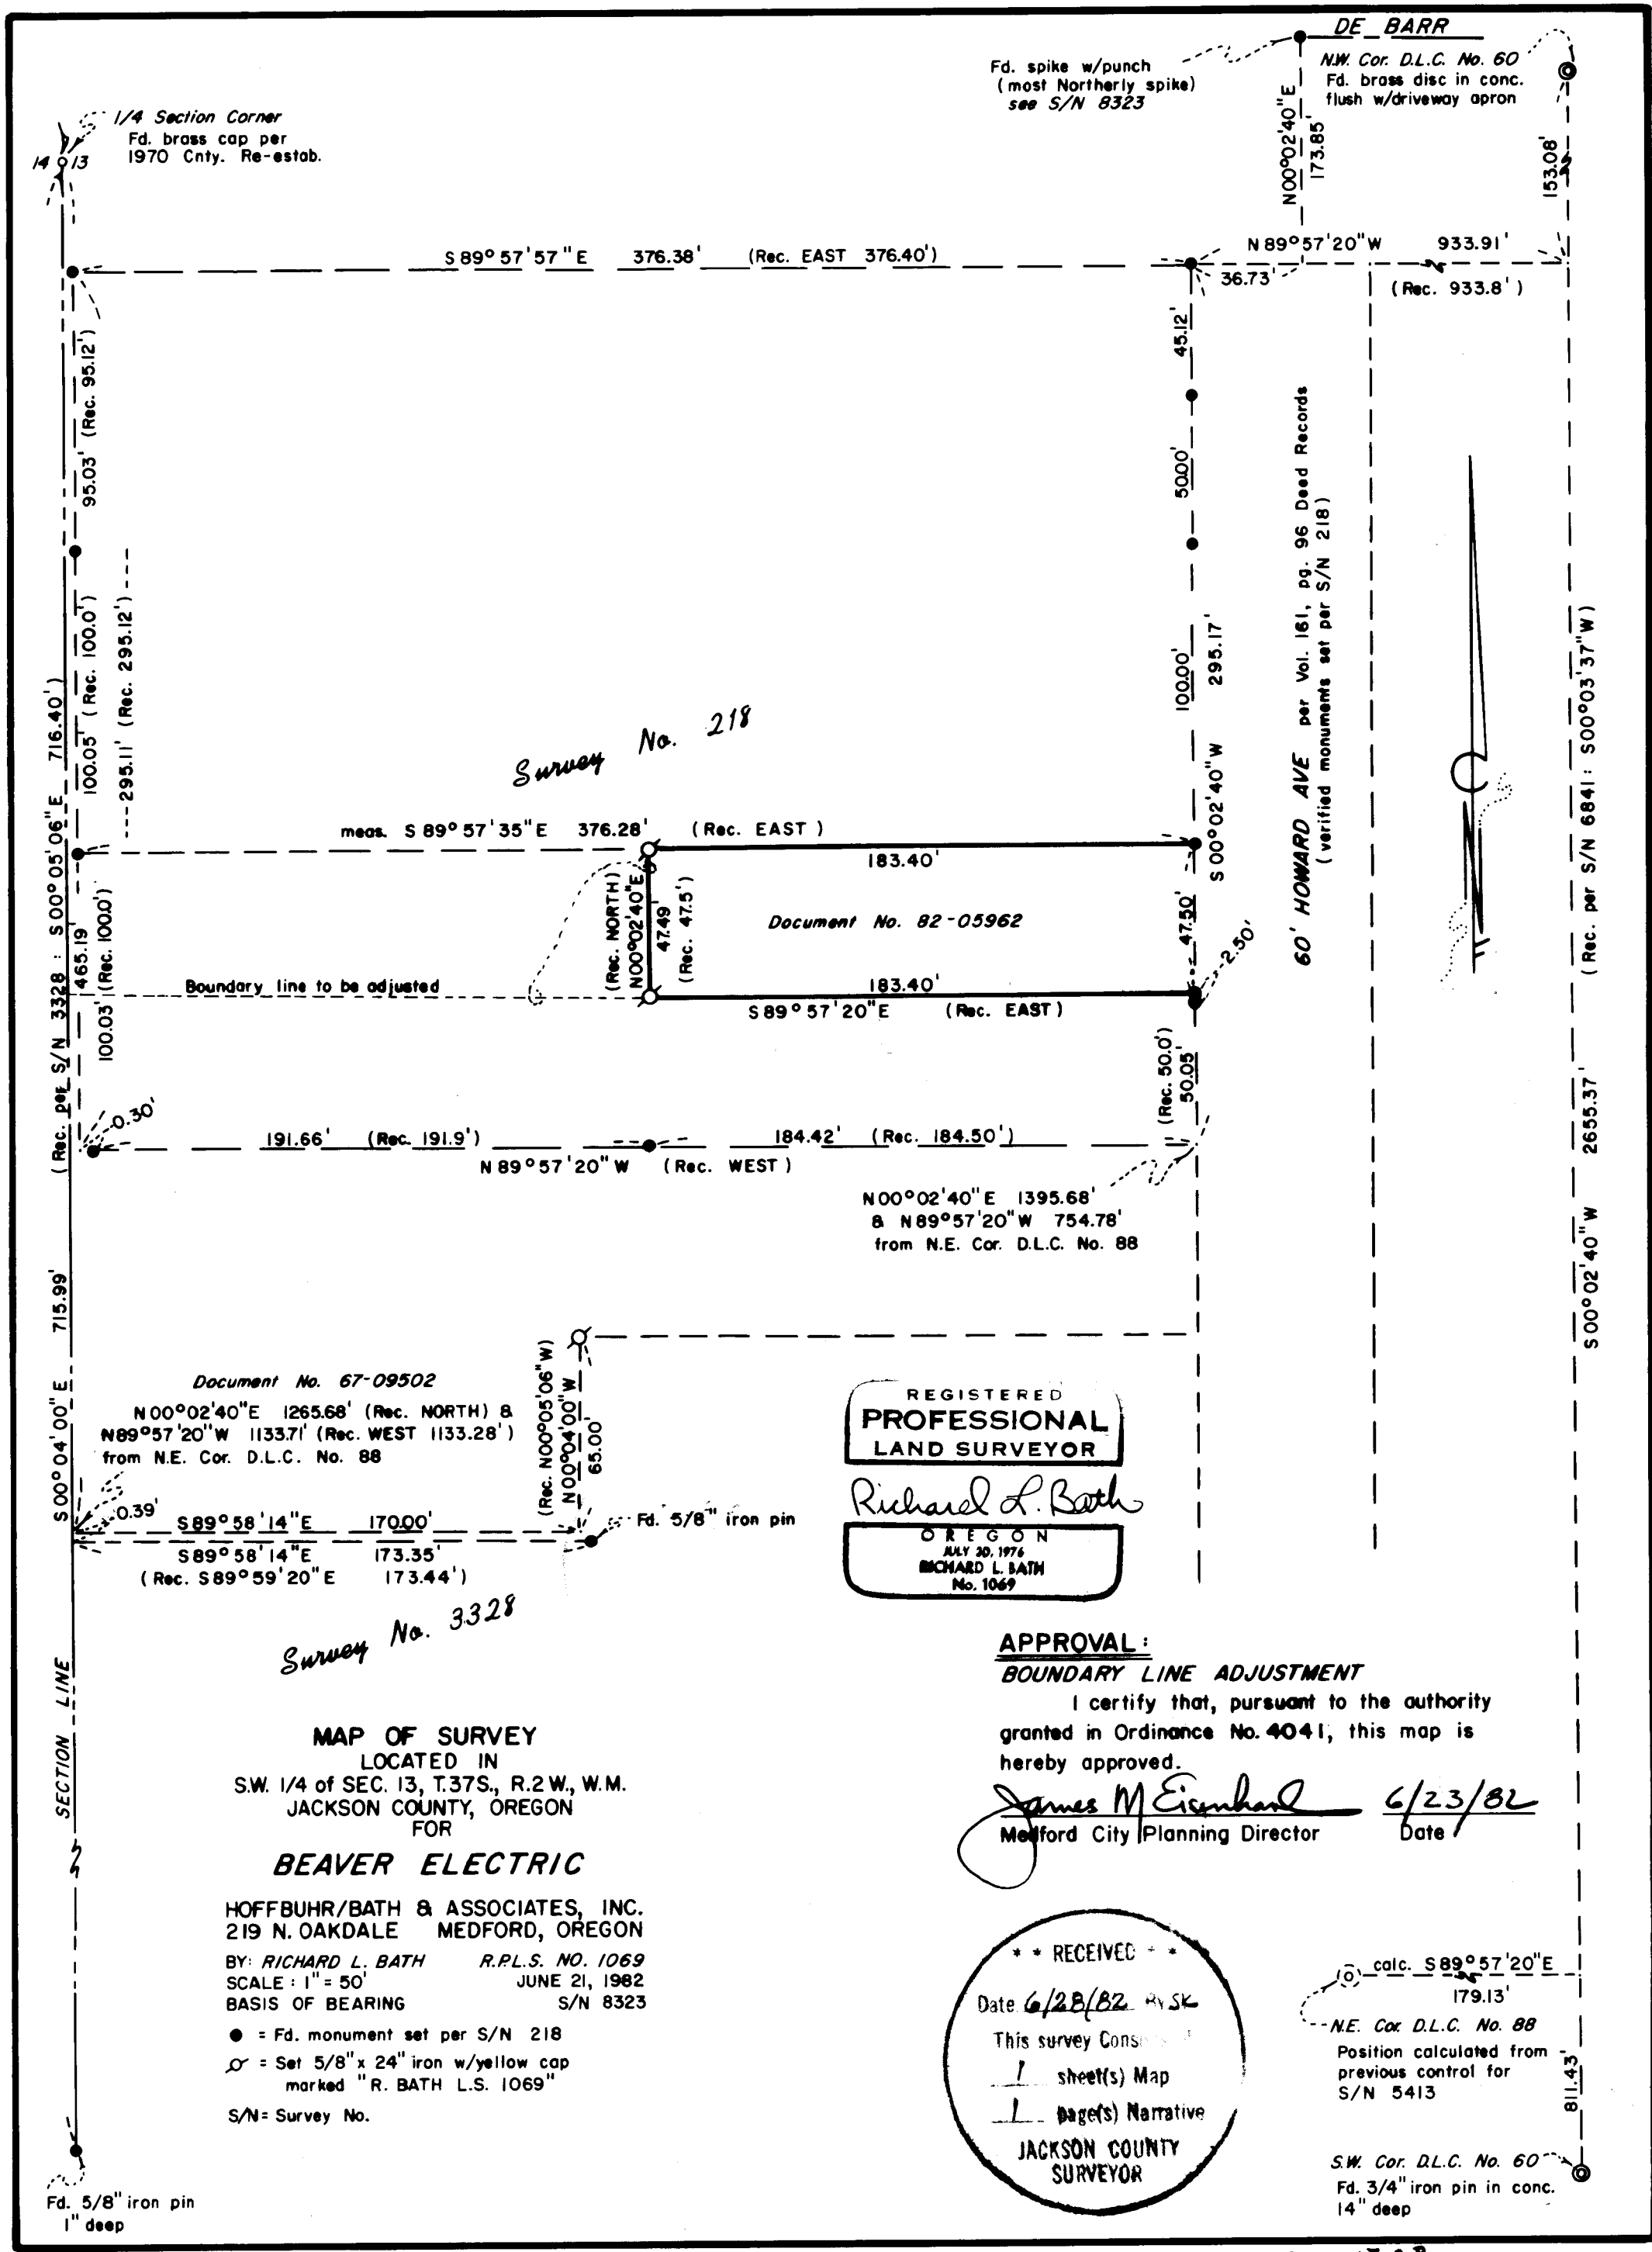 DE BARR
Fd. spike w/punch
(most Northerly spike)
see S/N 8323
N.W. Cor. D.L.C. No. 60
Fd. brass disc in conc.
flush w/driveway apron
1/4 Section Corner
Fd. brass cap per
1970 Cnty. Re-estab.
14 13
N00°02'40"E
173.85'
153.08'
S 89° 57' 57" E 376.38' (Rec. EAST 376.40')
N 89°57'20"W 933.91'
36.73'
(Rec. 933.8')
95.03' (Rec. 95.12')
45.12'
50.00'
100.05' (Rec. 100.0')
295.11' (Rec. 295.12')
100.00'
295.17'
S 00°02'40"W
60' HOWARD AVE per Vol. 161, pg. 96 Deed Records
(verified monuments set per S/N 218)
(Rec. per S/N 6841: S00°03'37"W)
(Rec. per S/N 3328 : S 00°05'06"E 716.40')
Survey No. 218
meas. S 89° 57'35"E 376.28' (Rec. EAST)
183.40'
465.19'
100.03' (Rec. 100.0')
(Rec. NORTH)
N00°02'40"E
47.49'
(Rec. 47.5')
Document No. 82-05962
47.50'
2.50'
Boundary line to be adjusted
183.40'
S 89°57'20"E (Rec. EAST)
(Rec. 50.0')
50.05'
0.30'
191.66' (Rec. 191.9')
184.42' (Rec. 184.50')
N 89°57'20"W (Rec. WEST)
N00°02'40"E 1395.68'
& N89°57'20"W 754.78'
from N.E. Cor. D.L.C. No. 88
S 00°02'40"W 2655.37'
S 00°04'00"E 715.99'
Document No. 67-09502
N00°02'40"E 1265.68' (Rec. NORTH) &
N89°57'20"W 1133.71' (Rec. WEST 1133.28')
from N.E. Cor. D.L.C. No. 88
(Rec. N00°05'06"W)
N00°04'00"W
65.00'
0.39'
S89°58'14"E 170.00'
S89°58'14"E 173.35'
(Rec. S89°59'20"E 173.44')
Fd. 5/8" iron pin
Survey No. 3328
REGISTERED
PROFESSIONAL
LAND SURVEYOR
Richard L. Bath
OREGON
JULY 30, 1976
RICHARD L. BATH
No. 1069
SECTION LINE
APPROVAL:
BOUNDARY LINE ADJUSTMENT
I certify that, pursuant to the authority
granted in Ordinance No. 4041, this map is
hereby approved.
6/23/82
Medford City Planning Director Date
MAP OF SURVEY
LOCATED IN
S.W. 1/4 of SEC. 13, T.37S., R.2W., W.M.
JACKSON COUNTY, OREGON
FOR
BEAVER ELECTRIC
HOFFBUHR/BATH & ASSOCIATES, INC.
219 N. OAKDALE MEDFORD, OREGON
BY: RICHARD L. BATH R.P.L.S. NO. 1069
SCALE : 1" = 50' JUNE 21, 1982
BASIS OF BEARING S/N 8323
= Fd. monument set per S/N 218
= Set 5/8" x 24" iron w/yellow cap
marked "R. BATH L.S. 1069"
S/N = Survey No.
* * RECEIVED * *
Date 6/28/82 By SK
This survey Cons
1 sheet(s) Map
1 page(s) Narrative
JACKSON COUNTY
SURVEYOR
calc. S89°57'20"E
179.13'
N.E. Cor. D.L.C. No. 88
Position calculated from
previous control for
S/N 5413
811.43'
S.W. Cor. D.L.C. No. 60
Fd. 3/4" iron pin in conc.
14" deep
Fd. 5/8" iron pin
1" deep